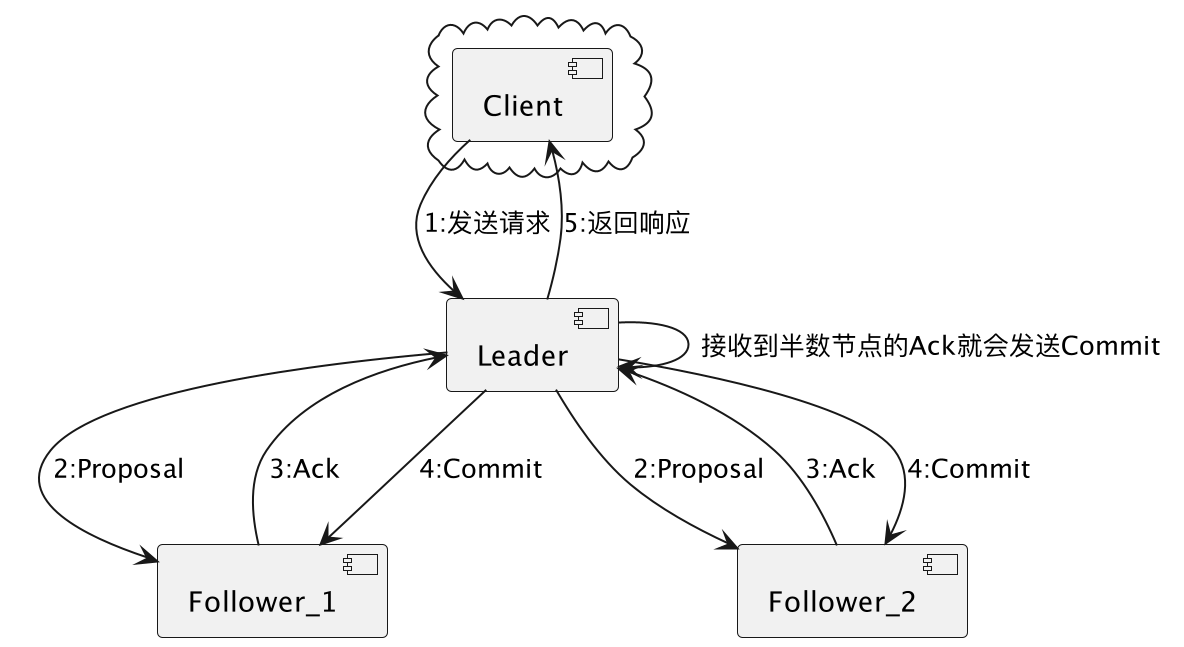 Client
1:发送请求
5:返回响应
Leader
接收到半数节点的Ack就会发送Commit
2:Proposal
3:Ack
4:Commit
2:Proposal
3:Ack
4:Commit
Follower_1
Follower_2